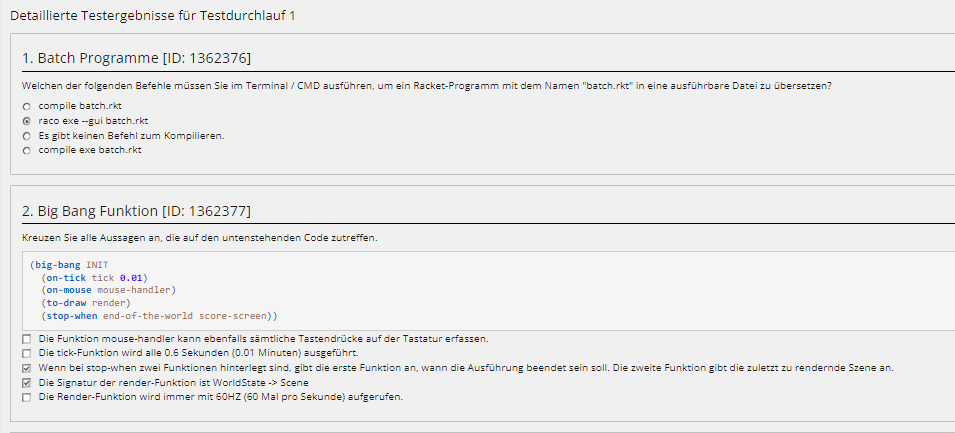 Detaillierte Testergebnisse für Testdurchlauf 1
1. Batch Programme [ID: 1362376]
Welchen der folgenden Befehle müssen Sie im Terminal / CMD ausführen, um ein Racket-Programm mit dem Namen "batch.rkt" in eine ausführbare Datei zu übersetzen?
compile batch.rkt
raco exe --gui batch.rkt
Es gibt keinen Befehl zum Kompilieren.
compile exe batch.rkt
2. Big Bang Funktion [ID: 1362377]
Kreuzen Sie alle Aussagen an, die auf den untenstehenden Code zutreffen.
(big-bang INIT
(on-tick tick 0.01)
(on-mouse mouse-handler)
(to-draw render)
(stop-when end-of-the-world score-screen))
Die Funktion mouse-handler kann ebenfalls sämtliche Tastendrücke auf der Tastatur erfassen.
Die tick-Funktion wird alle 0.6 Sekunden (0.01 Minuten) ausgeführt.
Wenn bei stop-when zwei Funktionen hinterlegt sind, gibt die erste Funktion an, wann die Ausführung beendet sein soll. Die zweite Funktion gibt die zuletzt zu rendernde Szene an.
Die Signatur der render-Funktion ist WorldState -> Scene
Die Render-Funktion wird immer mit 60HZ (60 Mal pro Sekunde) aufgerufen.